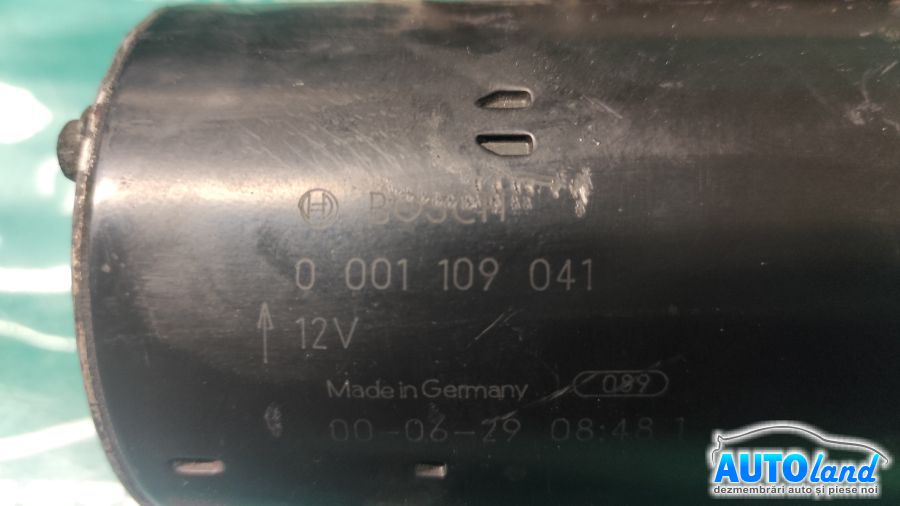 BOSCH
0 001 109 041
12V
Made in Germany 089
00-06-29 08:48 1
AUTOland
dezmembrări auto și piese noi